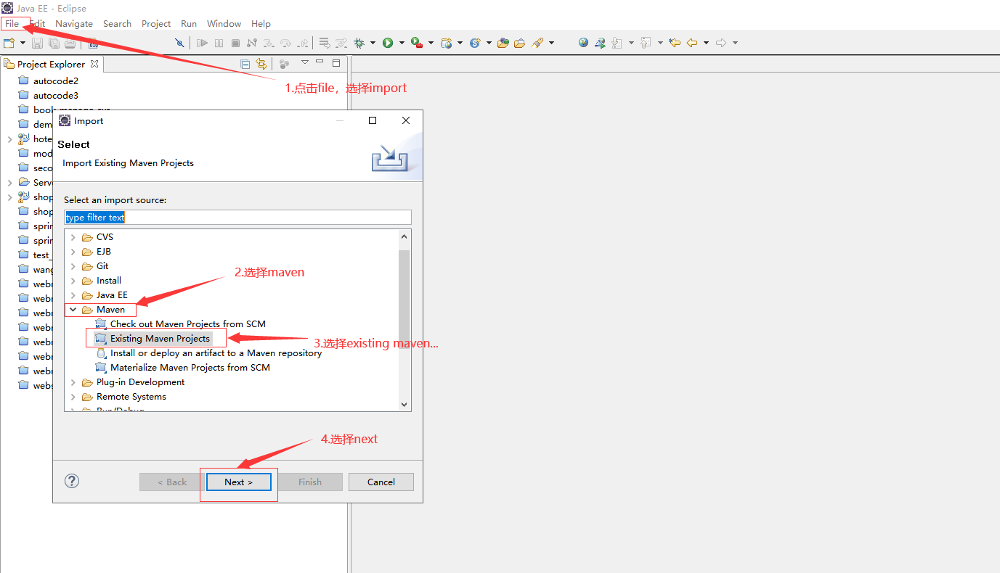 Java EE - Eclipse
File Edit Navigate Search Project Run Window Help
Project Explorer
1.点击file，选择import
autocode2
autocode3
book-manage-sys
dem
hote
mod
seco
Serve
shop
shop
sprin
sprin
test_
wang
webr
webr
webr
webr
webr
webr
webr
webs
Import
Select
Import Existing Maven Projects
Select an import source:
type filter text
CVS
EJB
Git
Install
Java EE
2.选择maven
Maven
Check out Maven Projects from SCM
Existing Maven Projects
3.选择existing maven...
Install or deploy an artifact to a Maven repository
Materialize Maven Projects from SCM
Plug-in Development
Remote Systems
Run/Debug
4.选择next
< Back
Next >
Finish
Cancel